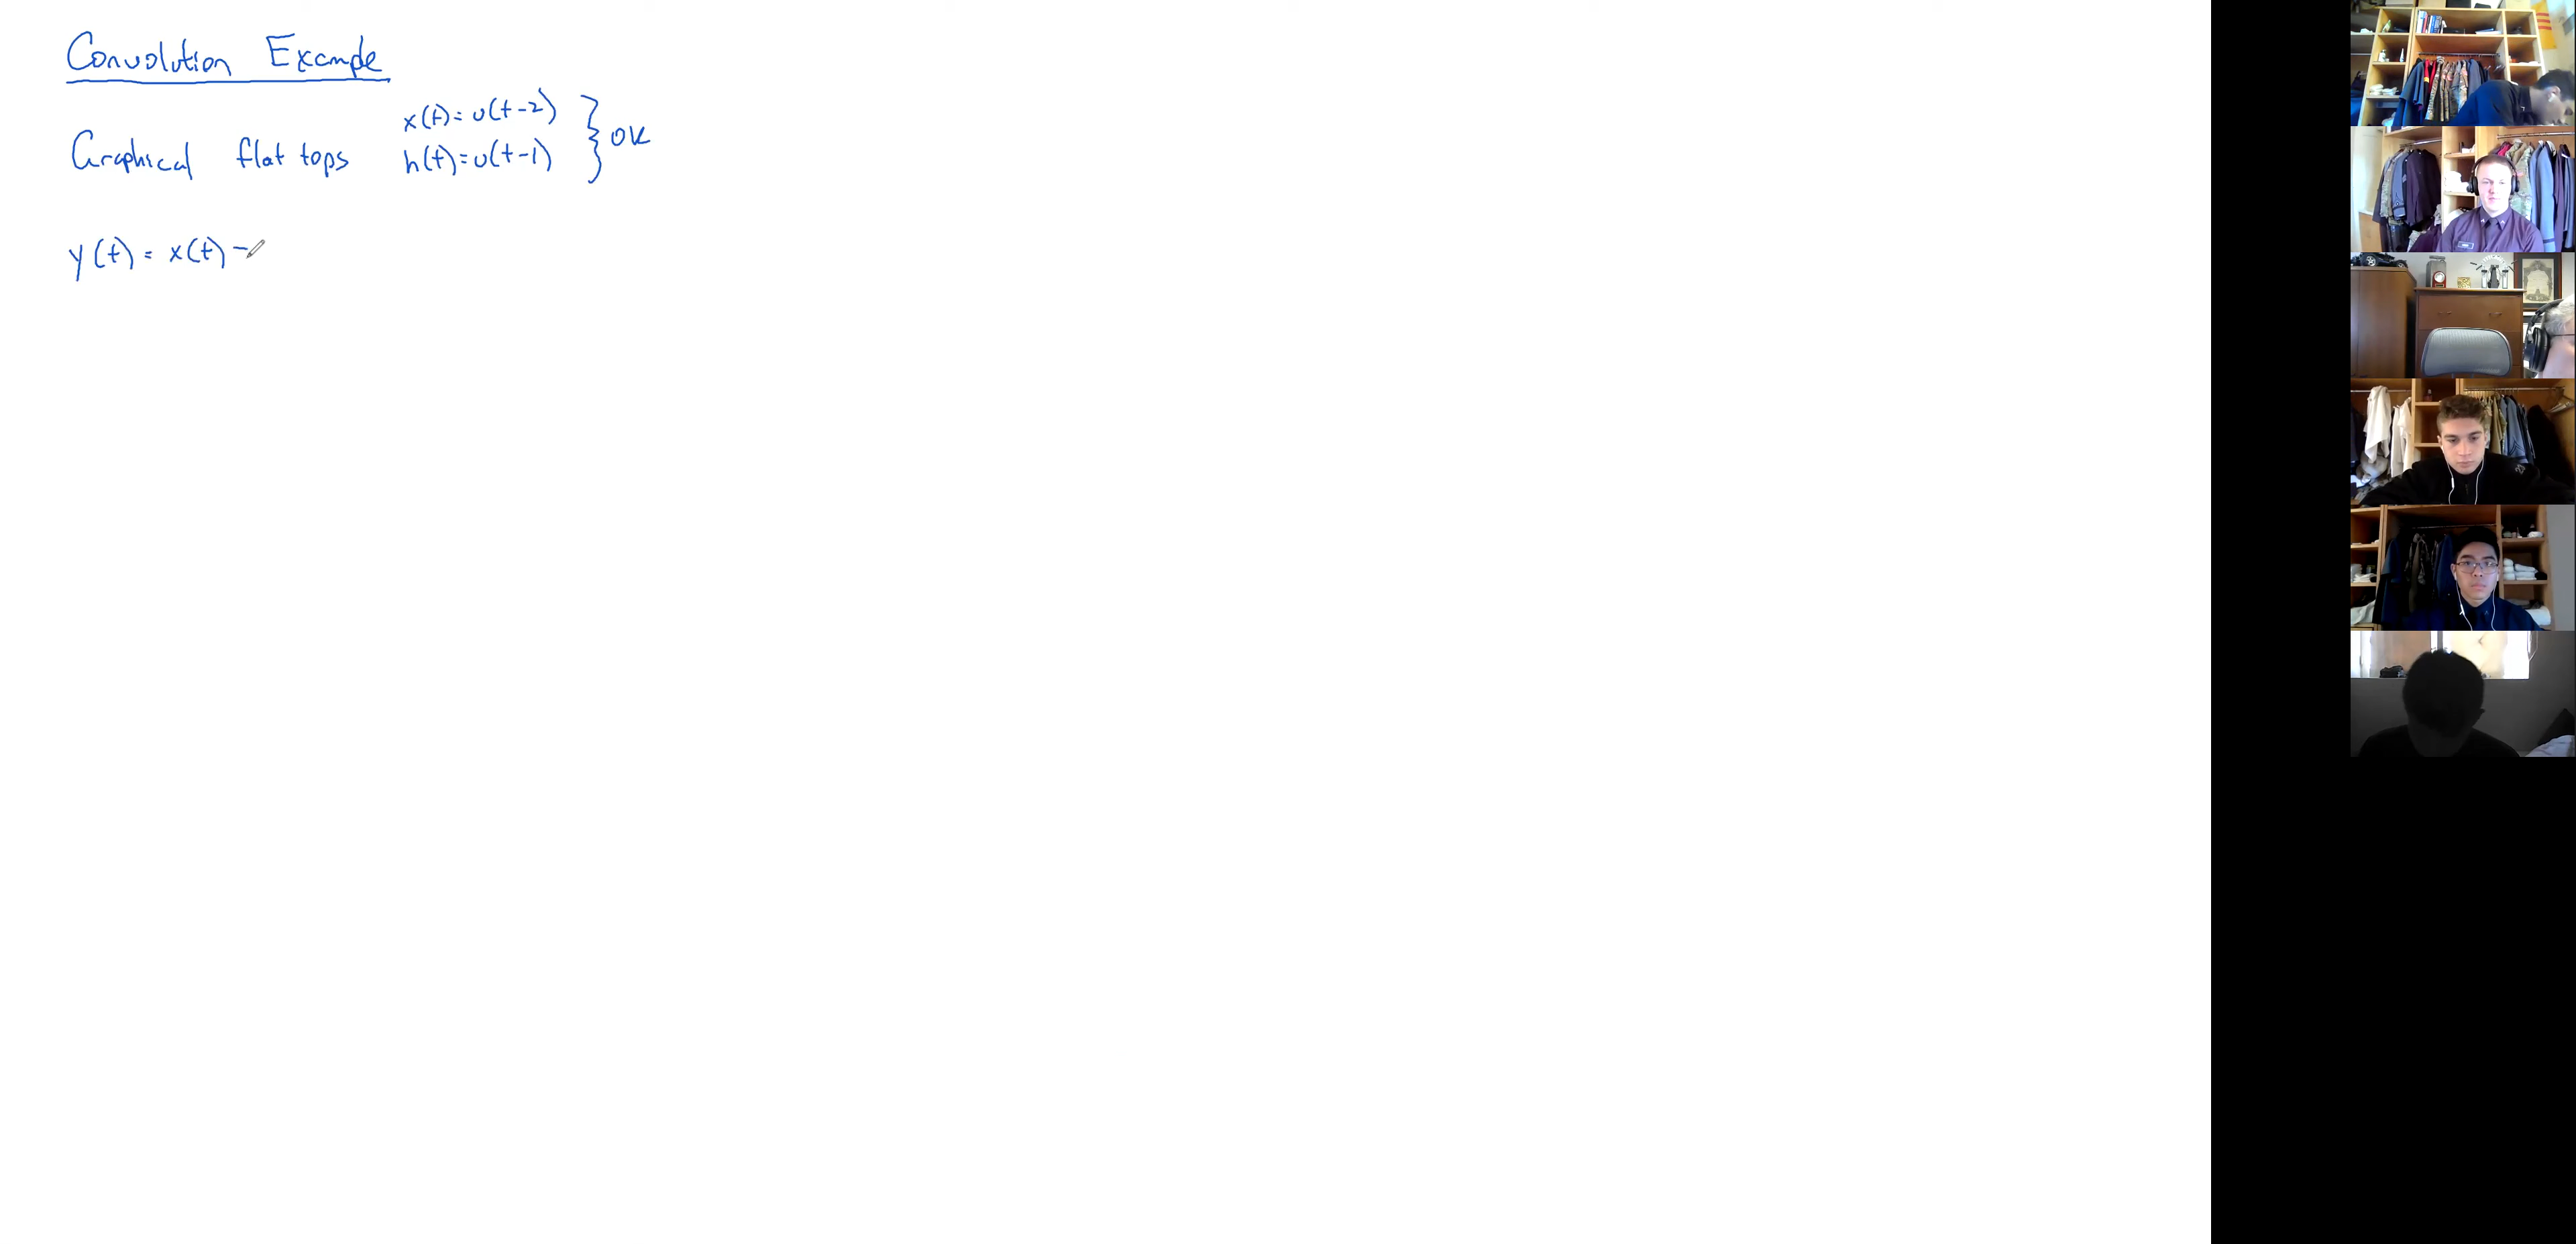 Convolution Example
x(t) = u(t-2)
Graphical flat tops h(t) = u(t-1) } OK
y(t) = x(t) -